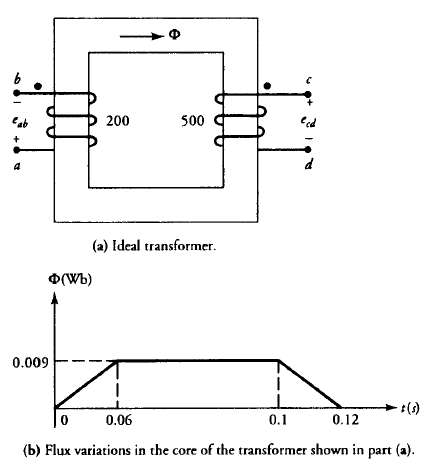 → Φ
b
c
−
+
e_ab
200
500
e_cd
+
−
a
d
(a) Ideal transformer.
Φ(Wb)
0.009
0
0.06
0.1
0.12
t(s)
(b) Flux variations in the core of the transformer shown in part (a).